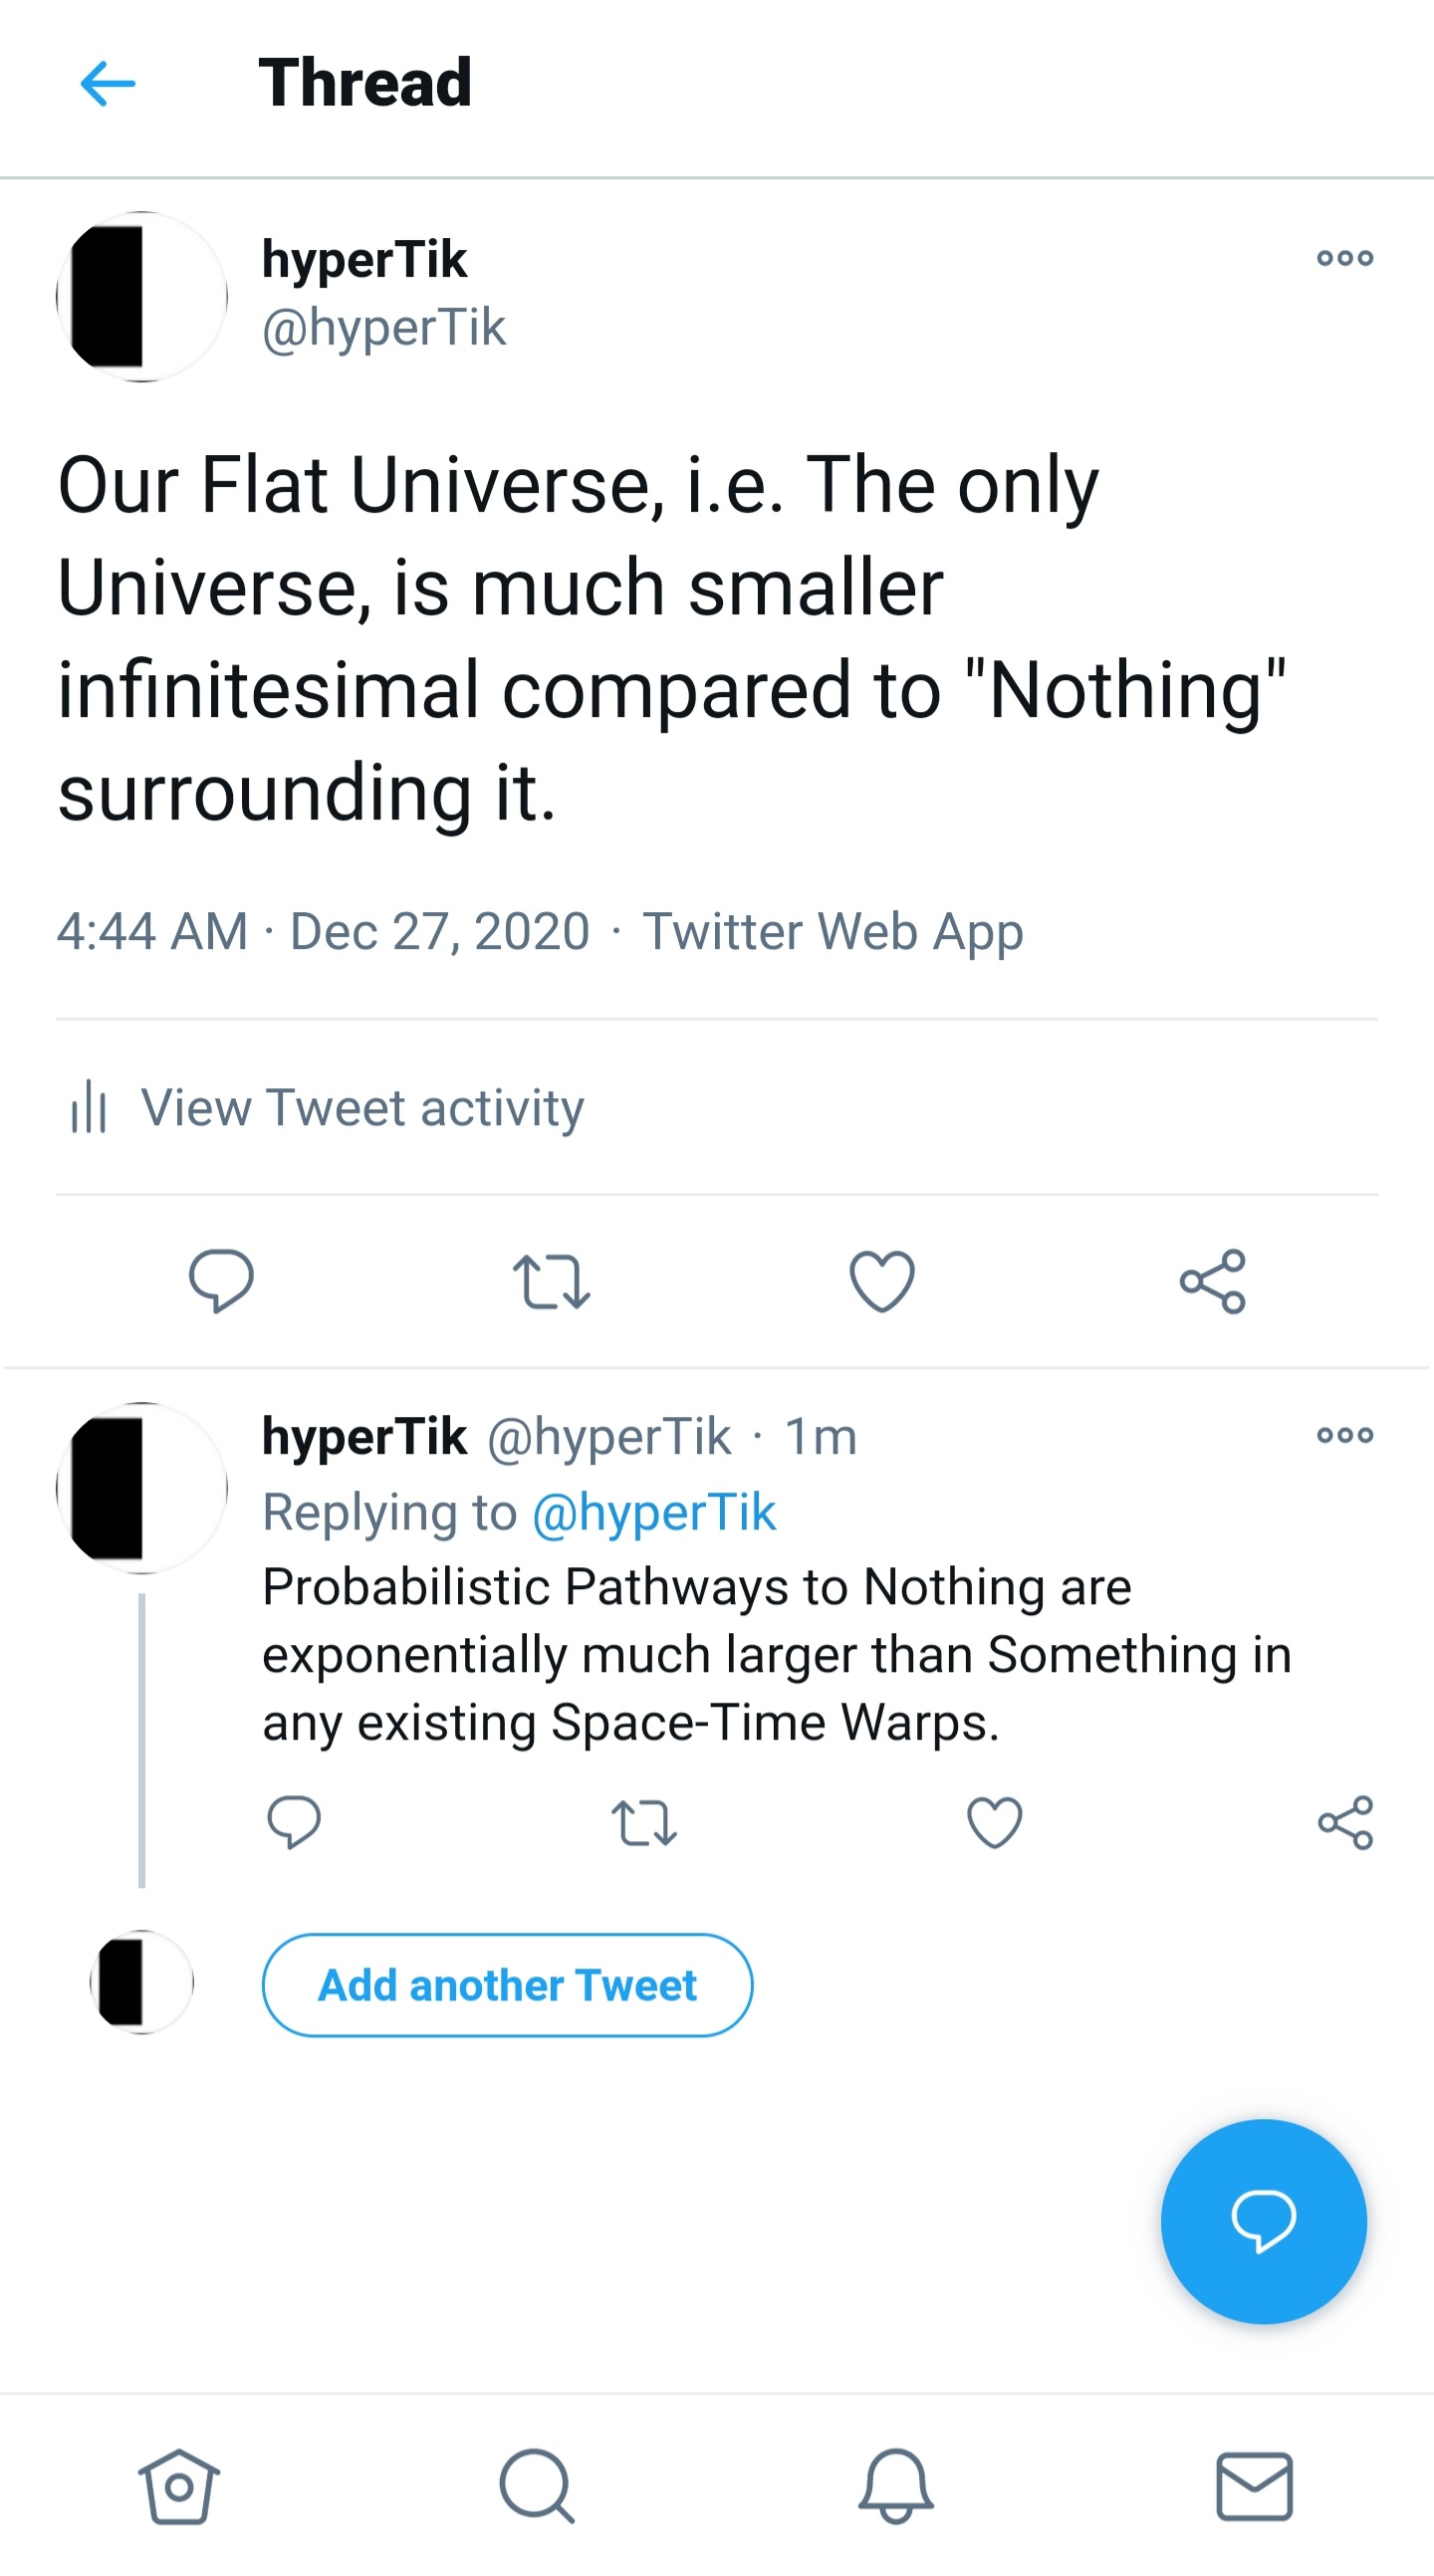 Thread
hyperTik
@hyperTik
Our Flat Universe, i.e. The only
Universe, is much smaller
infinitesimal compared to "Nothing"
surrounding it.
4:44 AM · Dec 27, 2020 · Twitter Web App
View Tweet activity
hyperTik @hyperTik · 1m
Replying to @hyperTik
Probabilistic Pathways to Nothing are
exponentially much larger than Something in
any existing Space-Time Warps.
Add another Tweet